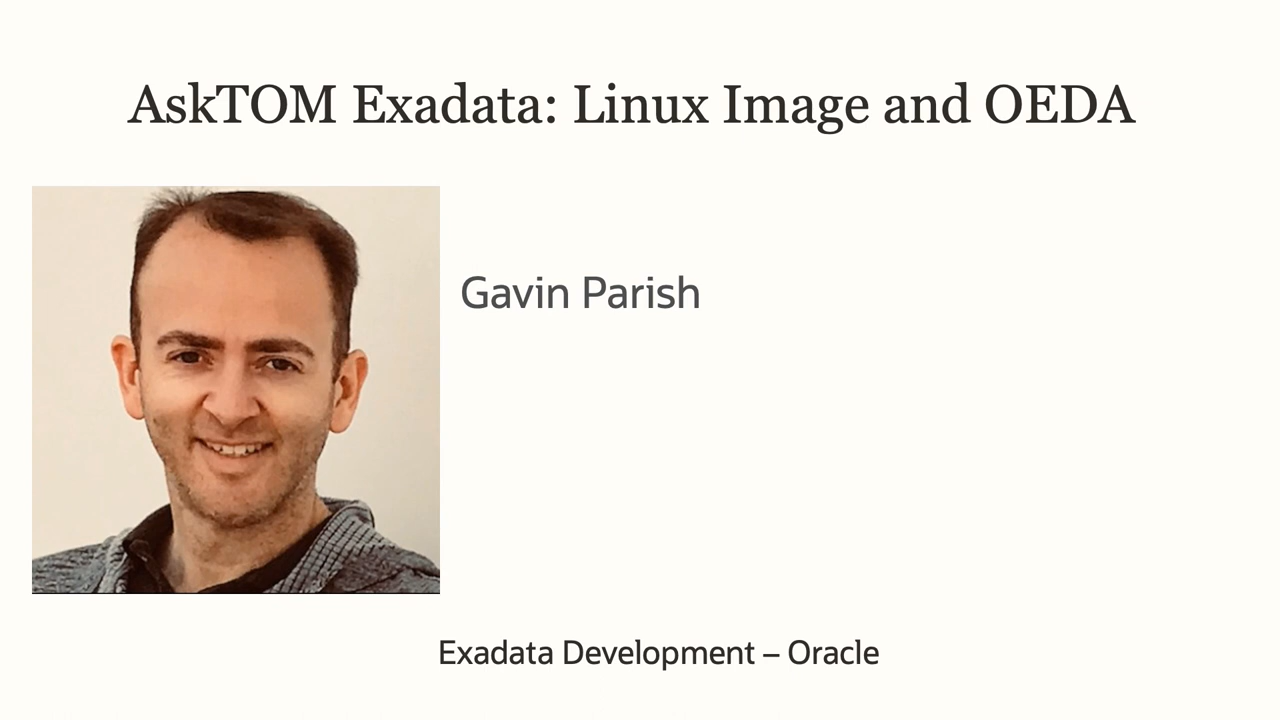 AskTOM Exadata: Linux Image and OEDA
Gavin Parish
Exadata Development – Oracle